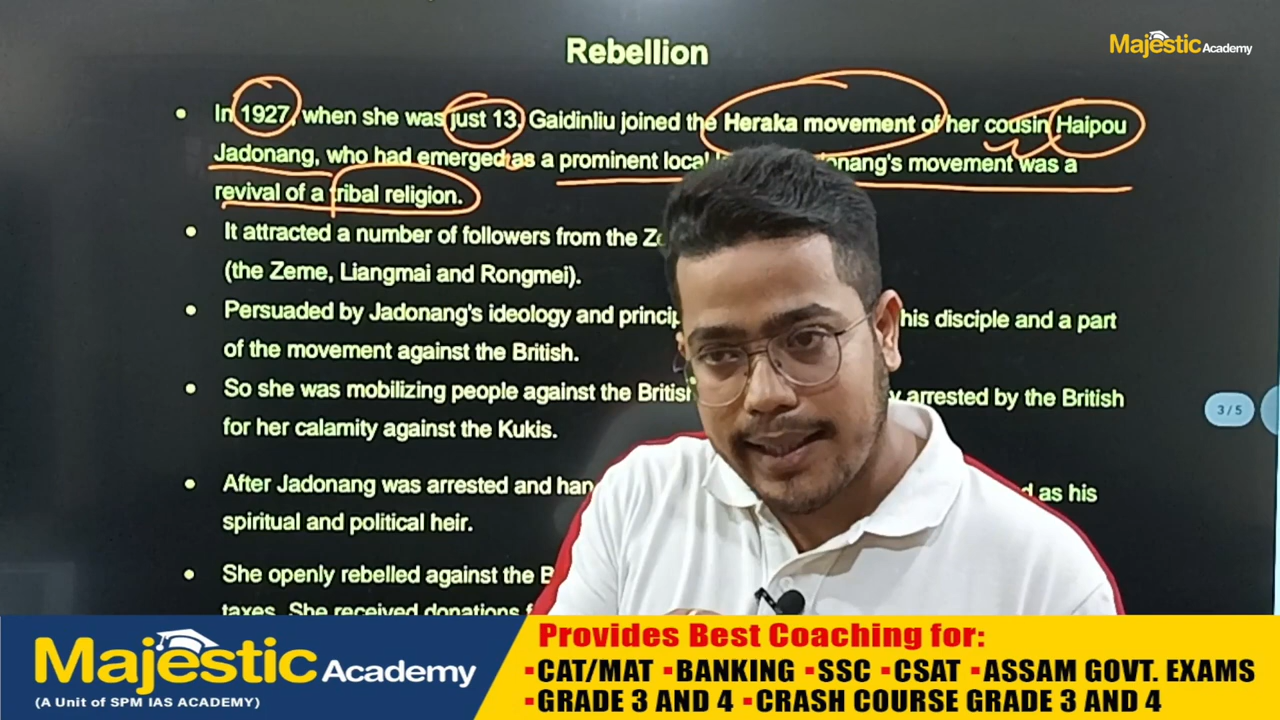 Rebellion
Majestic Academy
In 1927, when she was just 13, Gaidinliu joined the Heraka movement of her cousin Haipou
Jadonang, who had emerged as a prominent local movement was a
revival of a tribal religion.
It attracted a number of followers from the
(the Zeme, Liangmai and Rongmei).
Persuaded by Jadonang's ideology and his disciple and a part
of the movement against the British.
So she was mobilizing people against the arrested by the British
for her calamity against the Kukis.
3/5
After Jadonang was arrested and as his
spiritual and political heir.
She openly rebelled against the
taxes. She received donations
Majestic Academy
(A Unit of SPM IAS ACADEMY)
Provides Best Coaching for:
▪CAT/MAT ▪BANKING ▪SSC ▪CSAT ▪ASSAM GOVT. EXAMS
▪GRADE 3 AND 4 ▪CRASH COURSE GRADE 3 AND 4